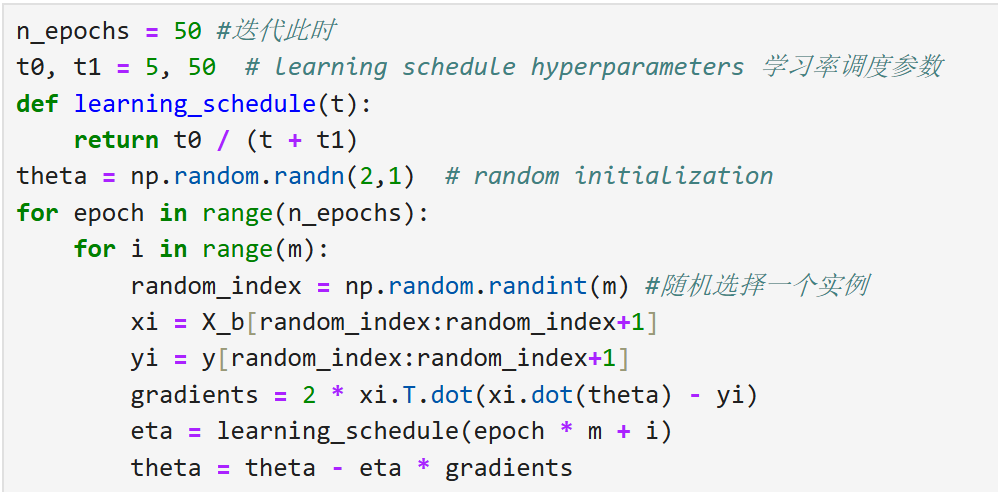 n_epochs = 50 #迭代此时
t0, t1 = 5, 50  # learning schedule hyperparameters 学习率调度参数
def learning_schedule(t):
    return t0 / (t + t1)
theta = np.random.randn(2,1)  # random initialization
for epoch in range(n_epochs):
    for i in range(m):
        random_index = np.random.randint(m) #随机选择一个实例
        xi = X_b[random_index:random_index+1]
        yi = y[random_index:random_index+1]
        gradients = 2 * xi.T.dot(xi.dot(theta) - yi)
        eta = learning_schedule(epoch * m + i)
        theta = theta - eta * gradients